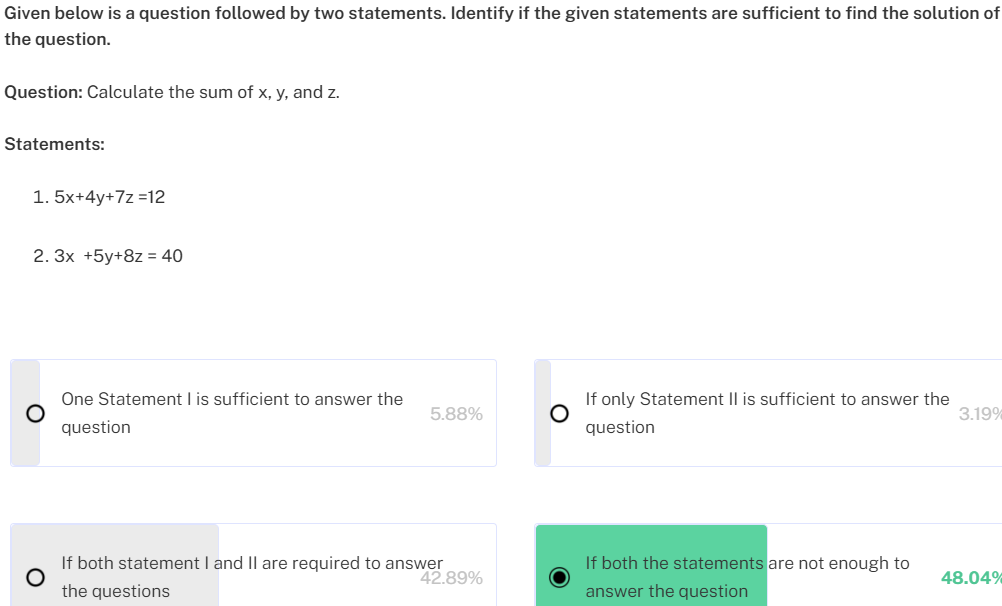 Given below is a question followed by two statements. Identify if the given statements are sufficient to find the solution of
the question.
Question: Calculate the sum of x, y, and z.
Statements:
1. 5x+4y+7z =12
2. 3x +5y+8z = 40
One Statement I is sufficient to answer the
question
5.88%
If only Statement II is sufficient to answer the
question
3.19%
If both statement I and II are required to answer
the questions
42.89%
If both the statements are not enough to
answer the question
48.04%